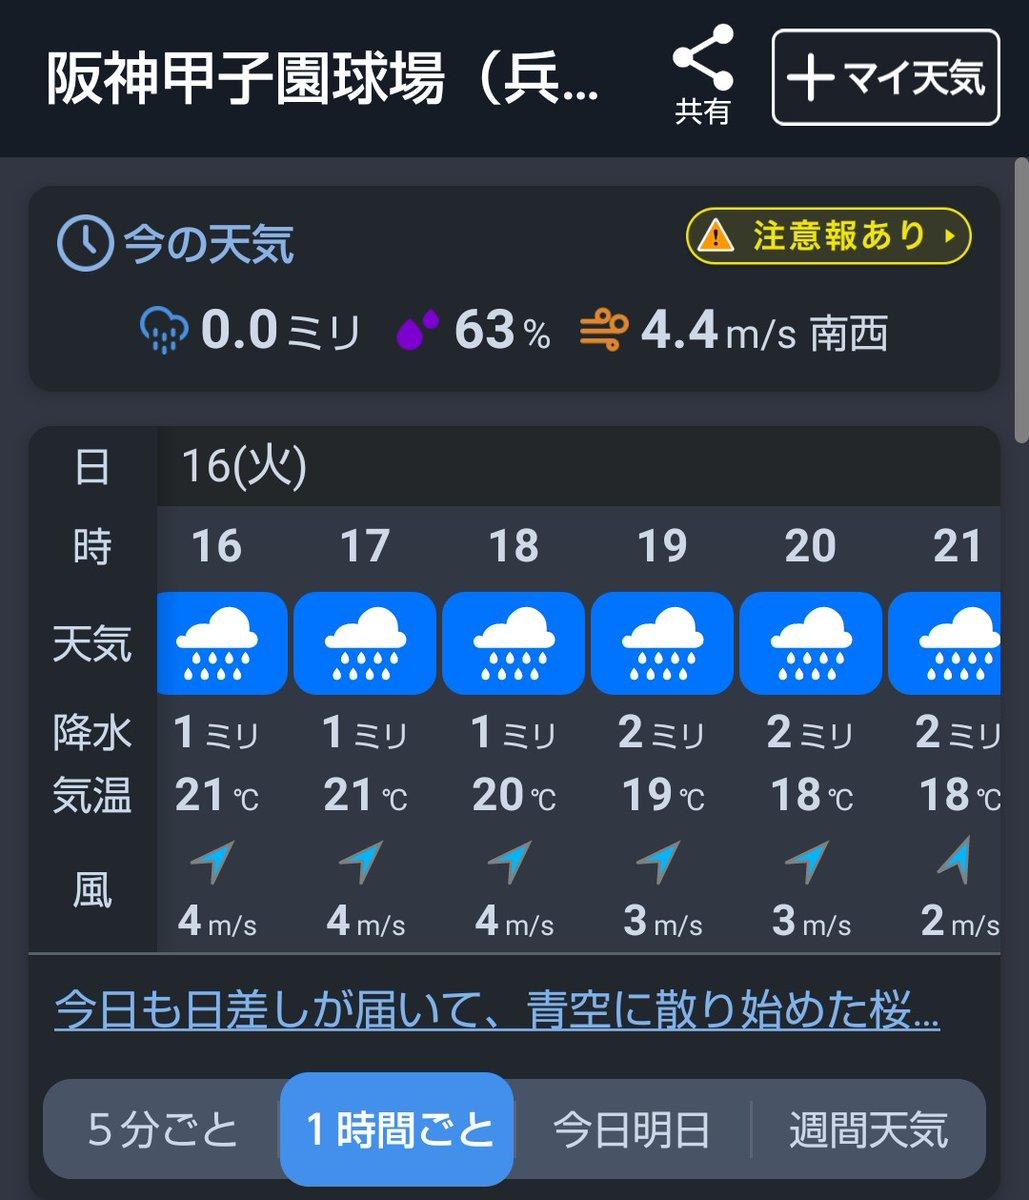 阪神甲子園球場（兵...
共有
マイ天気
今の天気
注意報あり
0.0ミリ 63% 4.4m/s 南西
日 16(火)
時 16 17 18 19 20 21
天気
降水 1ミリ 1ミリ 1ミリ 2ミリ 2ミリ 2ミリ
気温 21℃ 21℃ 20℃ 19℃ 18℃ 18℃
風 4m/s 4m/s 4m/s 3m/s 3m/s 2m/s
今日も日差しが届いて、青空に散り始めた桜...
5分ごと 1時間ごと 今日明日 週間天気